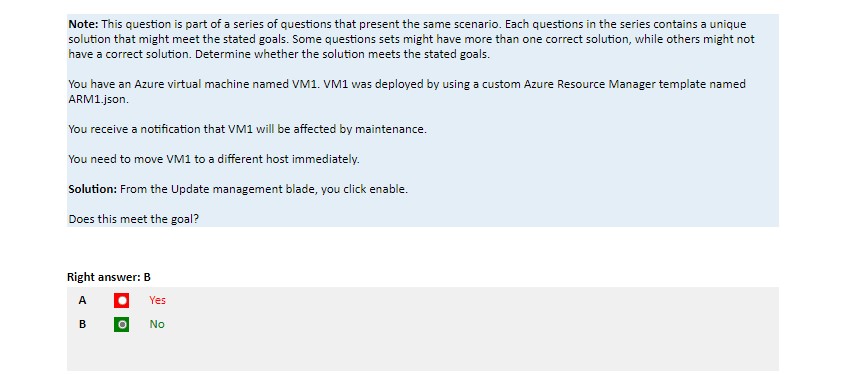 Note: This question is part of a series of questions that present the same scenario. Each questions in the series contains a unique
solution that might meet the stated goals. Some questions sets might have more than one correct solution, while others might not
have a correct solution. Determine whether the solution meets the stated goals.
You have an Azure virtual machine named VM1. VM1 was deployed by using a custom Azure Resource Manager template named
ARM1.json.
You receive a notification that VM1 will be affected by maintenance.
You need to move VM1 to a different host immediately.
Solution: From the Update management blade, you click enable.
Does this meet the goal?
Right answer: B
A Yes
B No